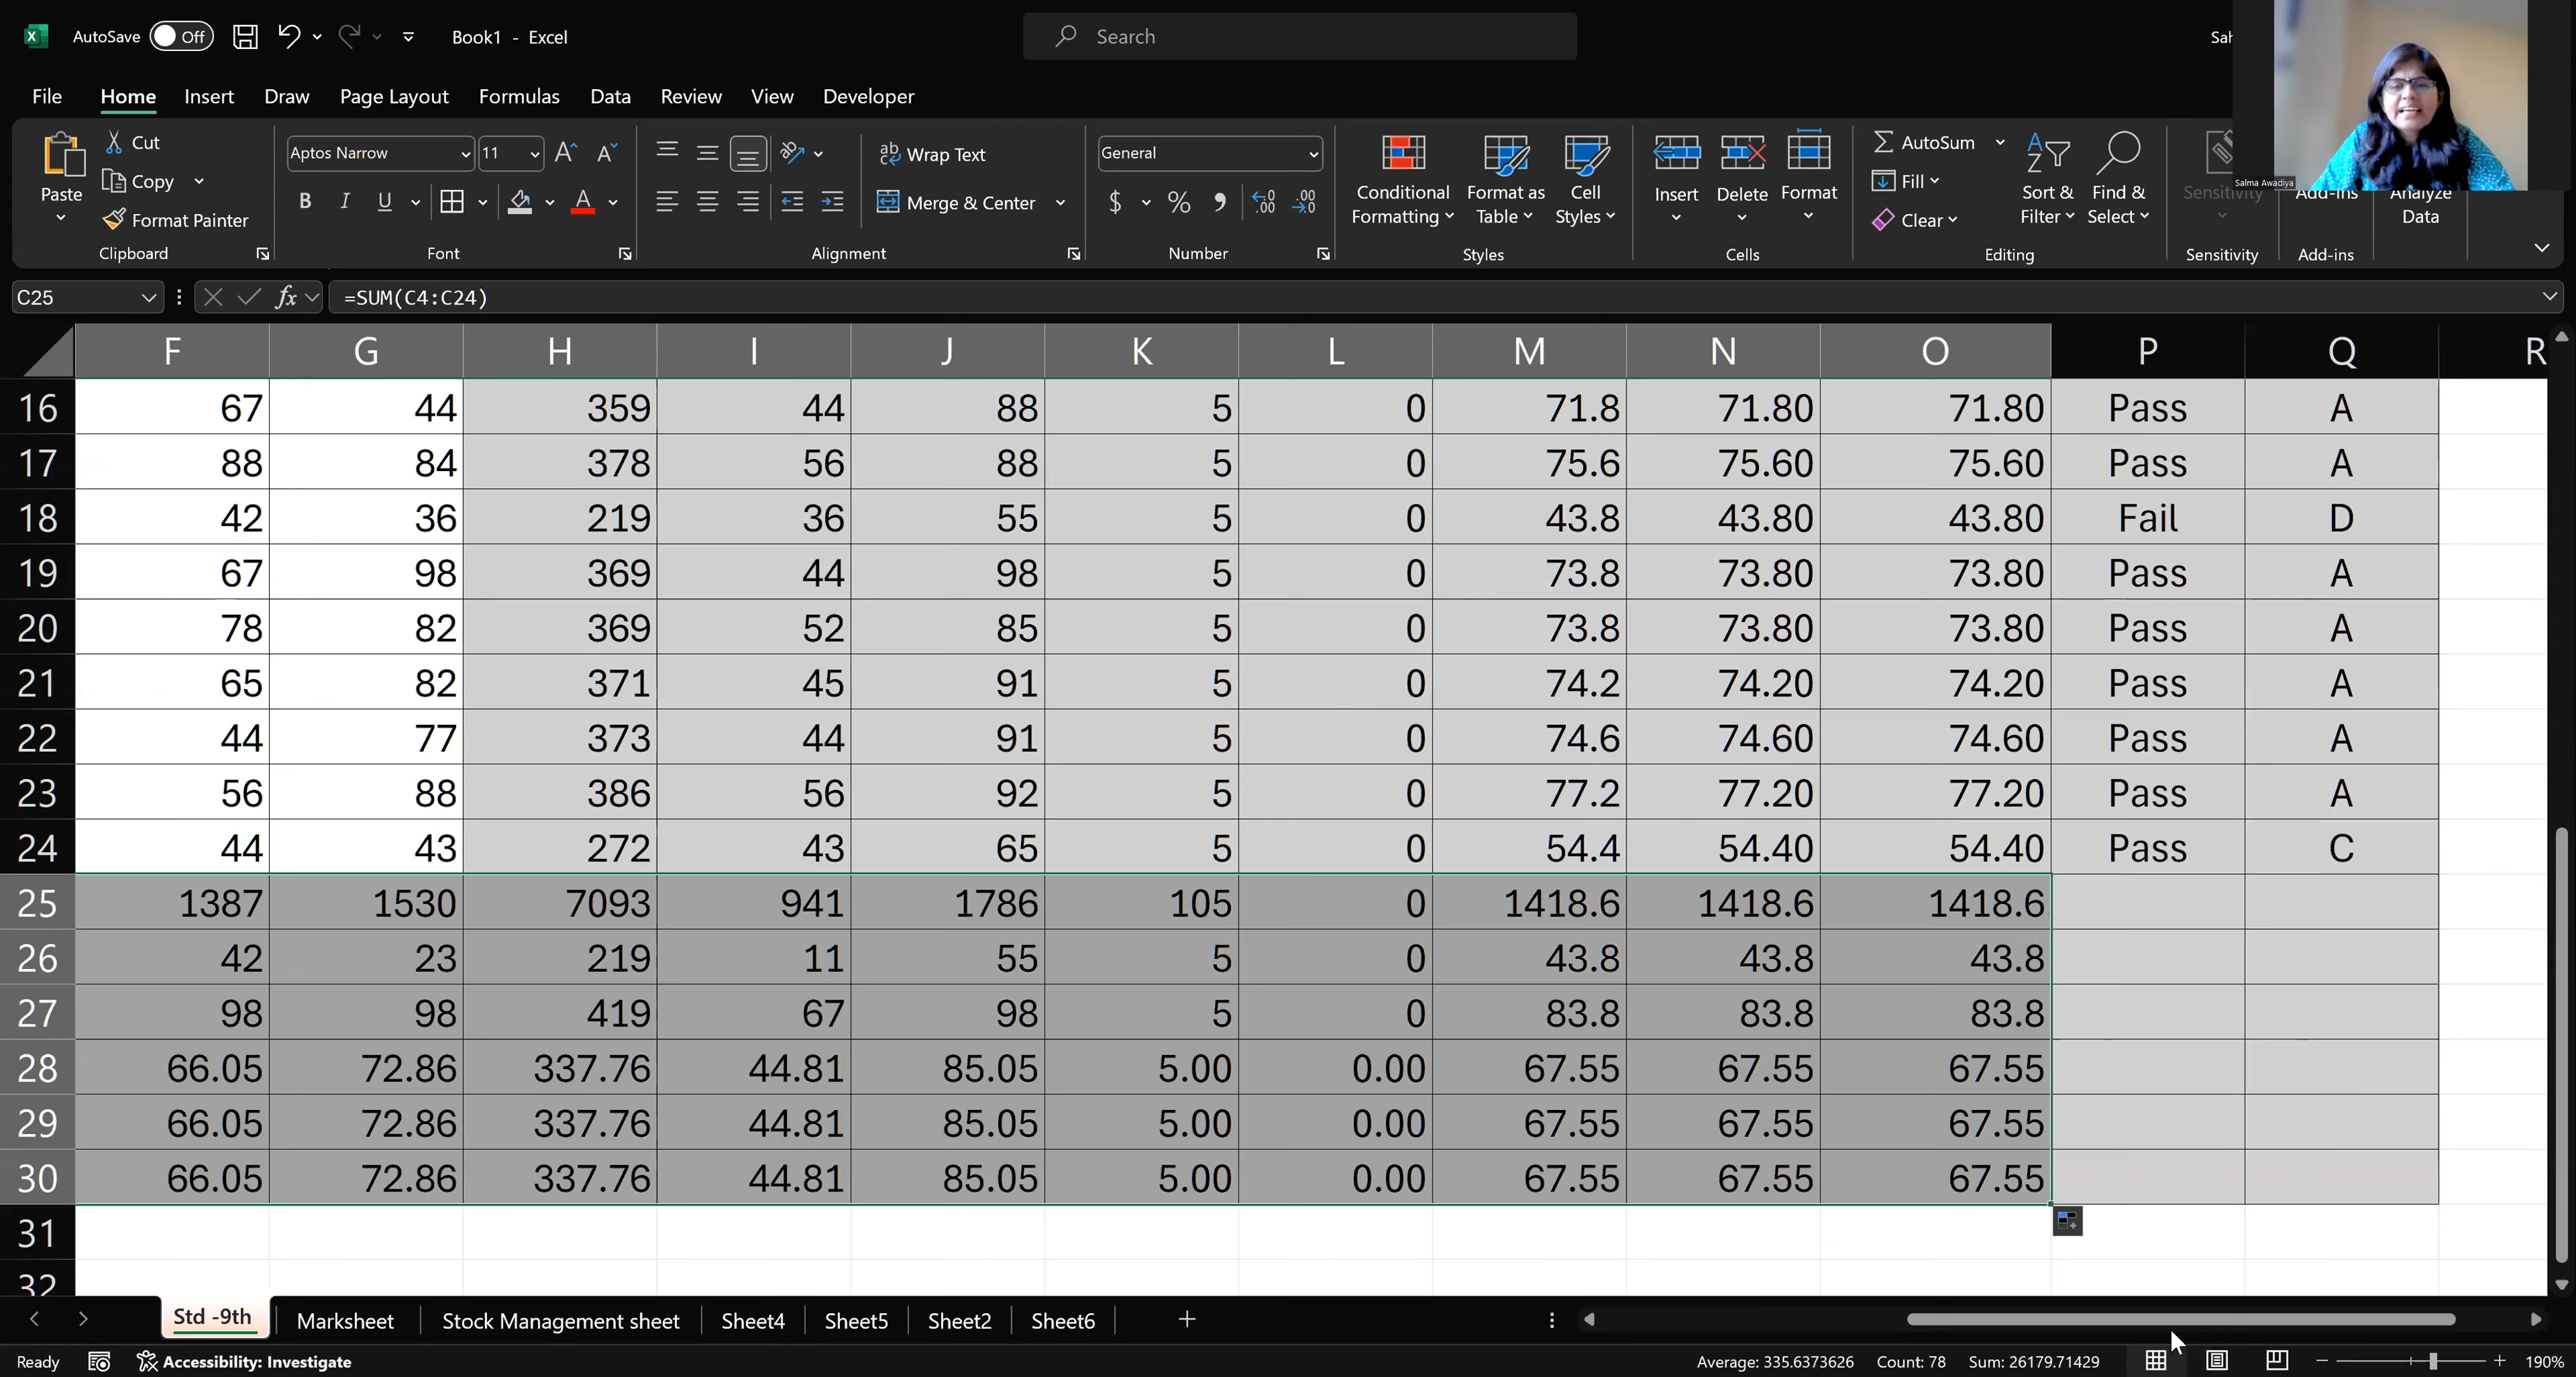 AutoSave Off Book1 - Excel Search Sah
File Home Insert Draw Page Layout Formulas Data Review View Developer
Paste Cut Copy Format Painter Clipboard
Aptos Narrow 11 B I U A Font
ab Wrap Text Merge & Center Alignment
General $ % 9 .00 .00 Number
Conditional Formatting Format as Table Cell Styles Styles
Insert Delete Format Cells
AutoSum Fill Clear Sort & Filter Find & Select Editing
Sensitivity Sensitivity Add-ins Add-ins Analyze Data
Salma Awadiya
C25 fx =SUM(C4:C24)
F G H I J K L M N O P Q R
16 67 44 359 44 88 5 0 71.8 71.80 71.80 Pass A
17 88 84 378 56 88 5 0 75.6 75.60 75.60 Pass A
18 42 36 219 36 55 5 0 43.8 43.80 43.80 Fail D
19 67 98 369 44 98 5 0 73.8 73.80 73.80 Pass A
20 78 82 369 52 85 5 0 73.8 73.80 73.80 Pass A
21 65 82 371 45 91 5 0 74.2 74.20 74.20 Pass A
22 44 77 373 44 91 5 0 74.6 74.60 74.60 Pass A
23 56 88 386 56 92 5 0 77.2 77.20 77.20 Pass A
24 44 43 272 43 65 5 0 54.4 54.40 54.40 Pass C
25 1387 1530 7093 941 1786 105 0 1418.6 1418.6 1418.6
26 42 23 219 11 55 5 0 43.8 43.8 43.8
27 98 98 419 67 98 5 0 83.8 83.8 83.8
28 66.05 72.86 337.76 44.81 85.05 5.00 0.00 67.55 67.55 67.55
29 66.05 72.86 337.76 44.81 85.05 5.00 0.00 67.55 67.55 67.55
30 66.05 72.86 337.76 44.81 85.05 5.00 0.00 67.55 67.55 67.55
31
32
Std -9th Marksheet Stock Management sheet Sheet4 Sheet5 Sheet2 Sheet6 +
Ready Accessibility: Investigate Average: 335.6373626 Count: 78 Sum: 26179.71429 190%